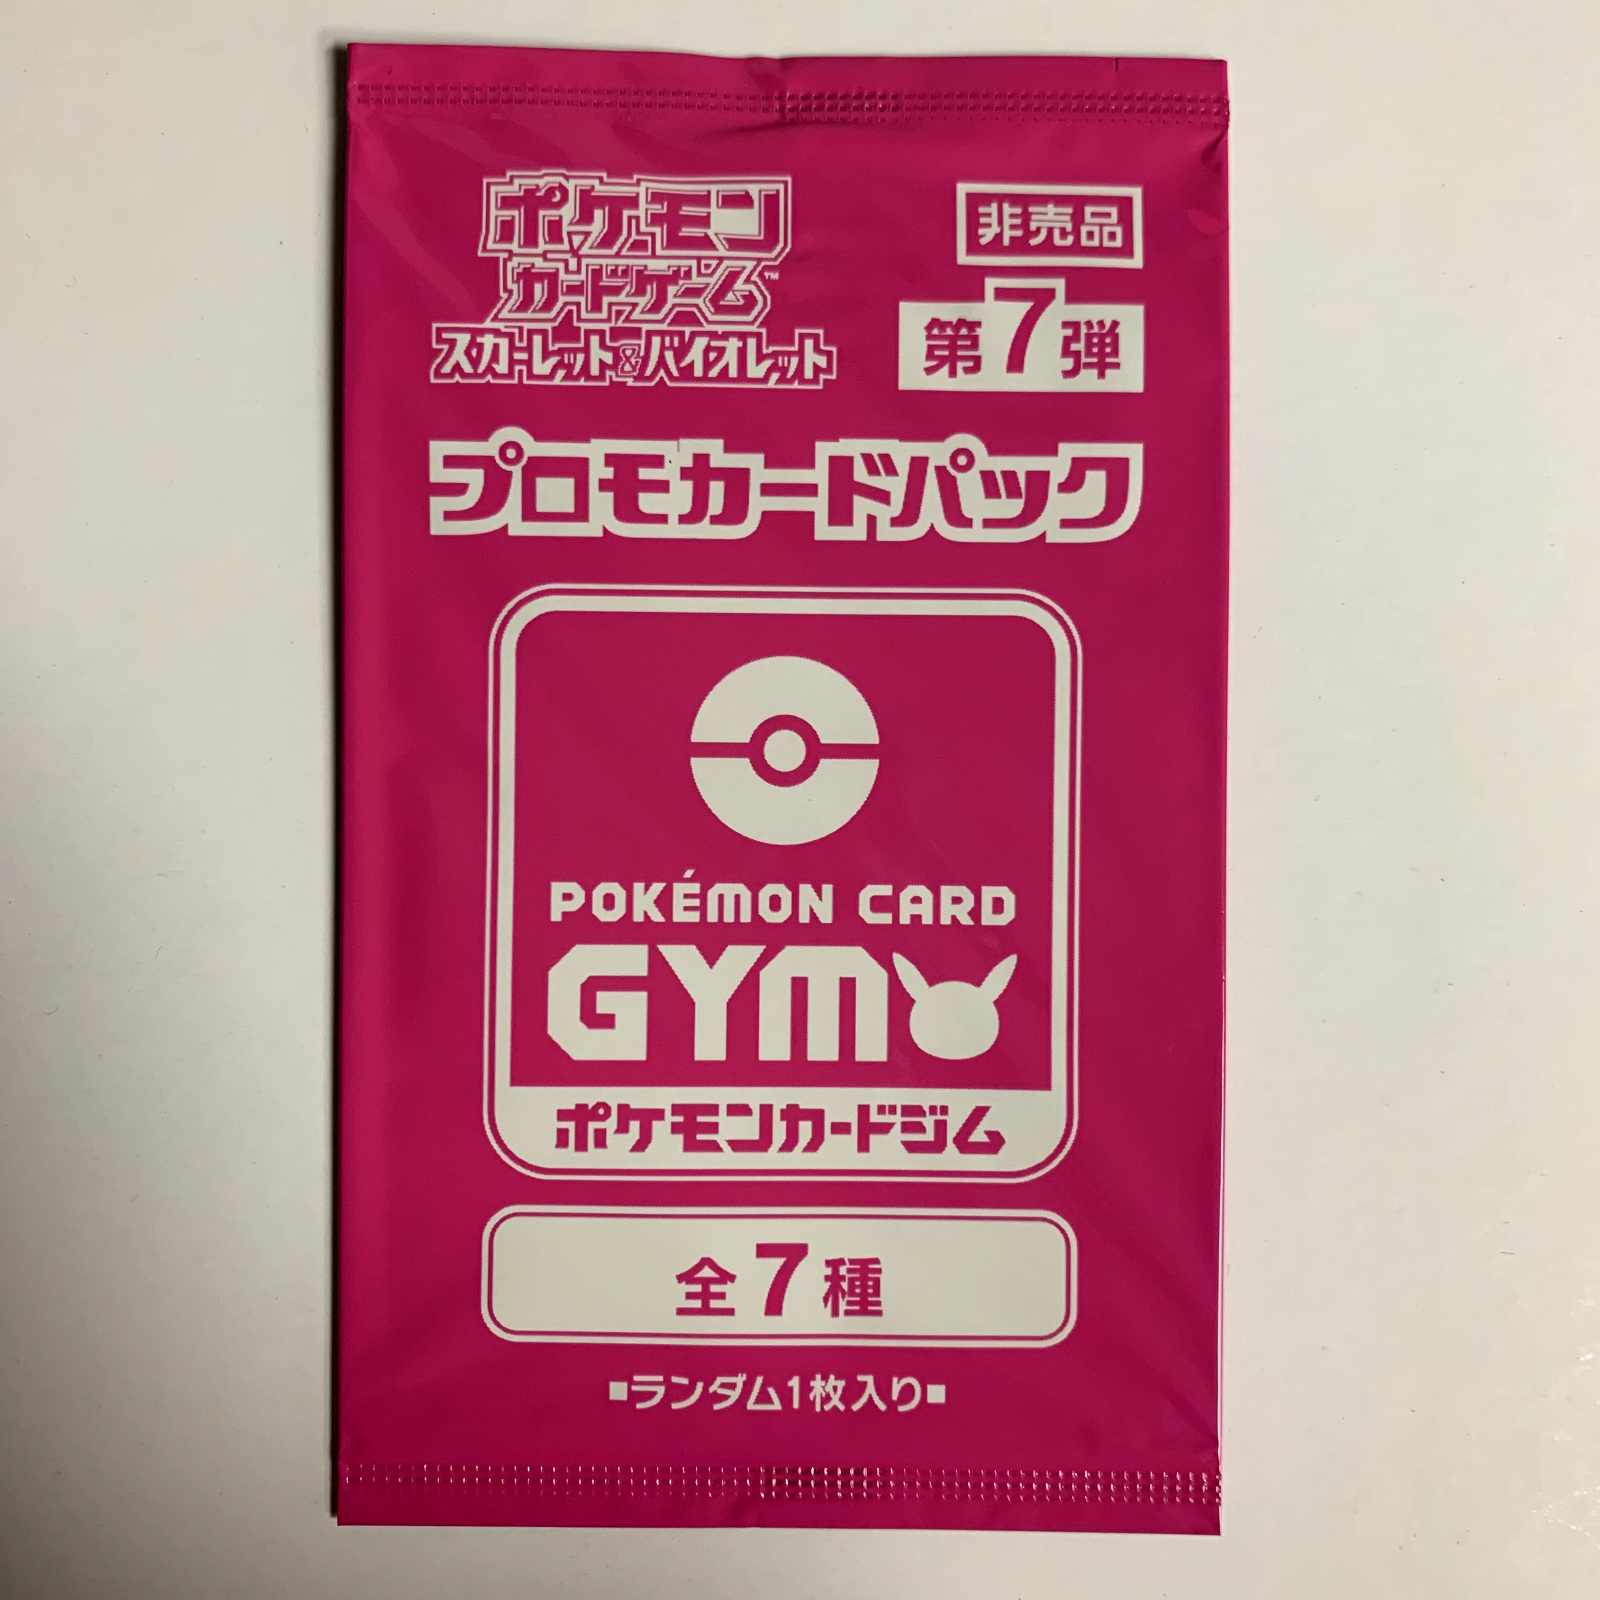 ポケモン
カードゲーム™
スカーレット&バイオレット
非売品
第7弾
プロモカードパック
POKÉMON CARD
GYM
ポケモンカードジム
全7種
■ランダム1枚入り■